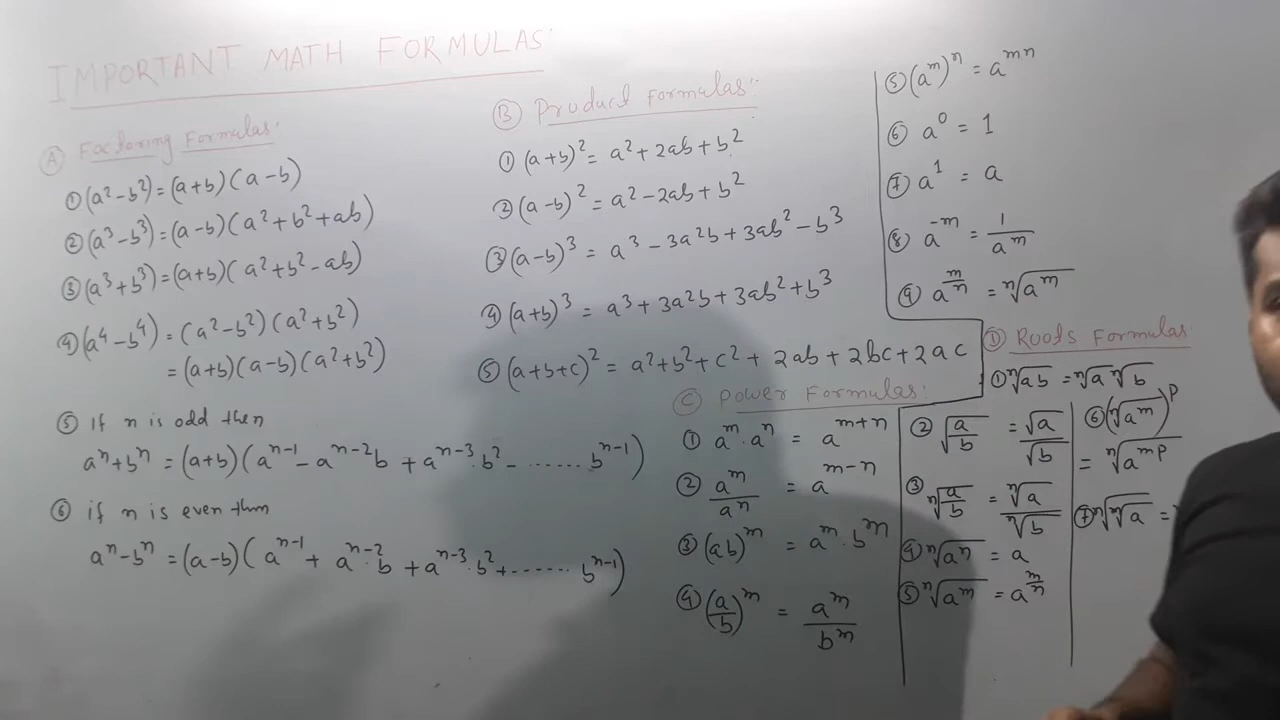 IMPORTANT MATH FORMULAS:
Ⓐ Factoring Formulas:
① (a²-b²)=(a+b)(a-b)
② (a³-b³)=(a-b)(a²+b²+ab)
③ (a³+b³)=(a+b)(a²+b²-ab)
④ (a⁴-b⁴)=(a²-b²)(a²+b²)
=(a+b)(a-b)(a²+b²)
⑤ If n is odd then
aⁿ+bⁿ=(a+b)(aⁿ⁻¹-aⁿ⁻²b+aⁿ⁻³·b²-......bⁿ⁻¹)
⑥ if n is even then
aⁿ-bⁿ=(a-b)(aⁿ⁻¹+aⁿ⁻²·b+aⁿ⁻³·b²+......bⁿ⁻¹)
Ⓑ Product Formulas:
① (a+b)²=a²+2ab+b²
② (a-b)²=a²-2ab+b²
③ (a-b)³=a³-3a²b+3ab²-b³
④ (a+b)³=a³+3a²b+3ab²+b³
⑤ (a+b+c)²=a²+b²+c²+2ab+2bc+2ac
Ⓒ Power Formulas:
① aᵐ·aⁿ=aᵐ⁺ⁿ
② aᵐ/aⁿ=aᵐ⁻ⁿ
③ (ab)ᵐ=aᵐ·bᵐ
④ (a/b)ᵐ=aᵐ/bᵐ
⑤ (aᵐ)ⁿ=aᵐⁿ
⑥ a⁰=1
⑦ a¹=a
⑧ a⁻ᵐ=1/aᵐ
⑨ a^(m/n)=ⁿ√aᵐ
Ⓓ Roots Formulas
① ⁿ√ab=ⁿ√a ⁿ√b
② √(a/b)=√a/√b
③ ⁿ√(a/b)=ⁿ√a/ⁿ√b
④ ⁿ√aⁿ=a
⑤ ⁿ√aᵐ=a^(m/n)
⑥ (ⁿ√aᵐ)ᵖ
=ⁿ√aᵐᵖ
⑦ ⁿ√ⁿ√a=